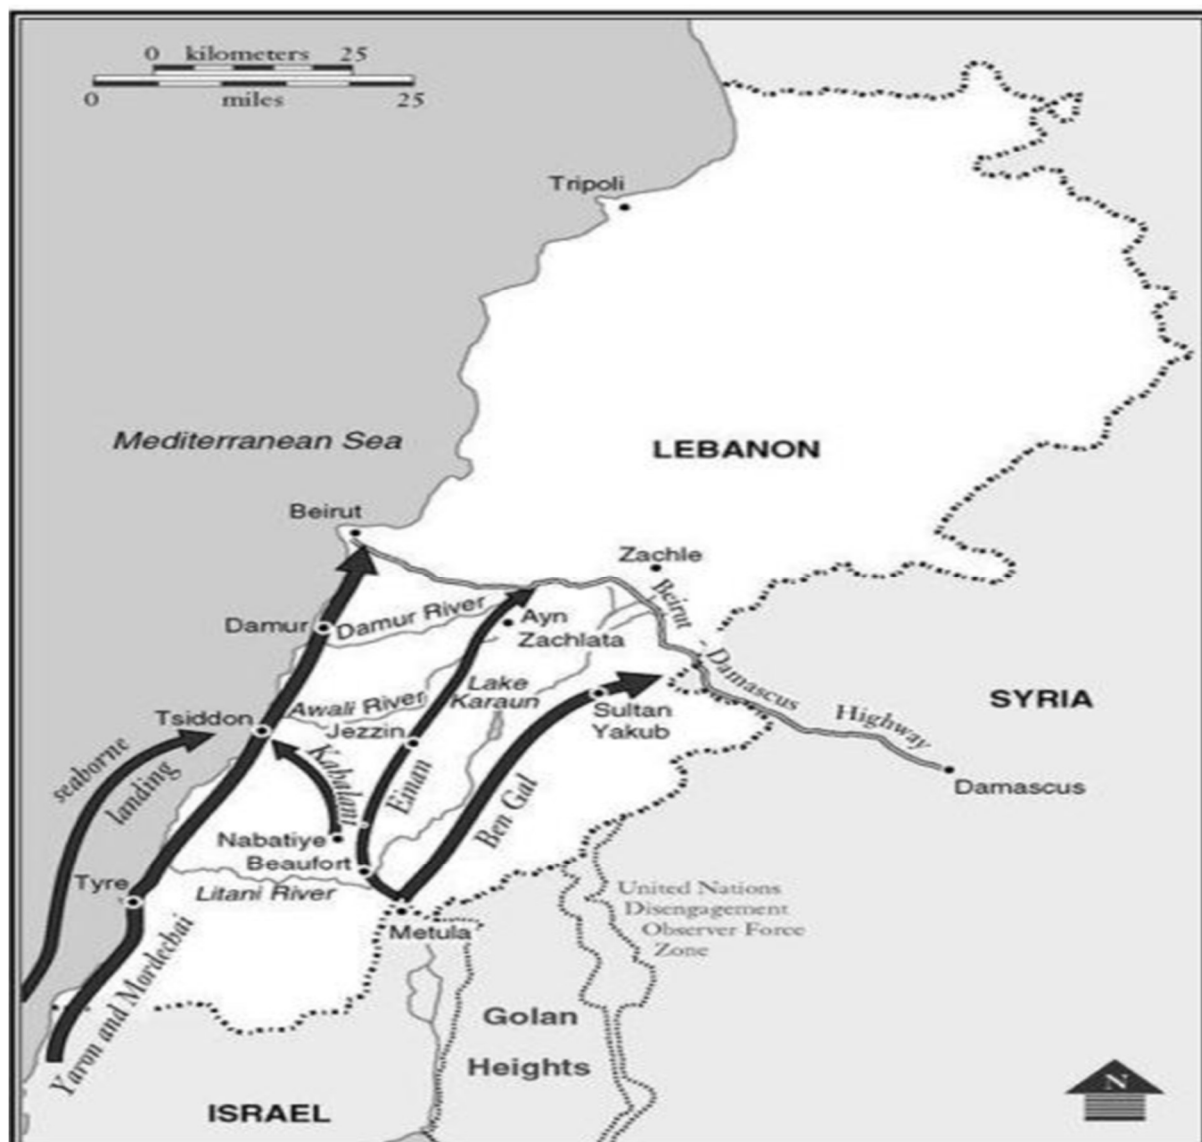 0 kilometers 25
0 miles 25
Tripoli
Mediterranean Sea
LEBANON
Beirut
Zachle
Beirut - Damascus Highway
Damur
Damur River
Ayn
Zachlata
Lake
Karaun
SYRIA
Awali River
Tsiddon
Jezzin
Sultan
Yakub
seaborne
landing
Kahalani
Einan
Ben Gal
Damascus
Nabatiye
Beaufort
Tyre
Litani River
United Nations
Disengagement
Observer Force
Zone
Metula
Yaron and Mordechai
Golan
Heights
N
ISRAEL